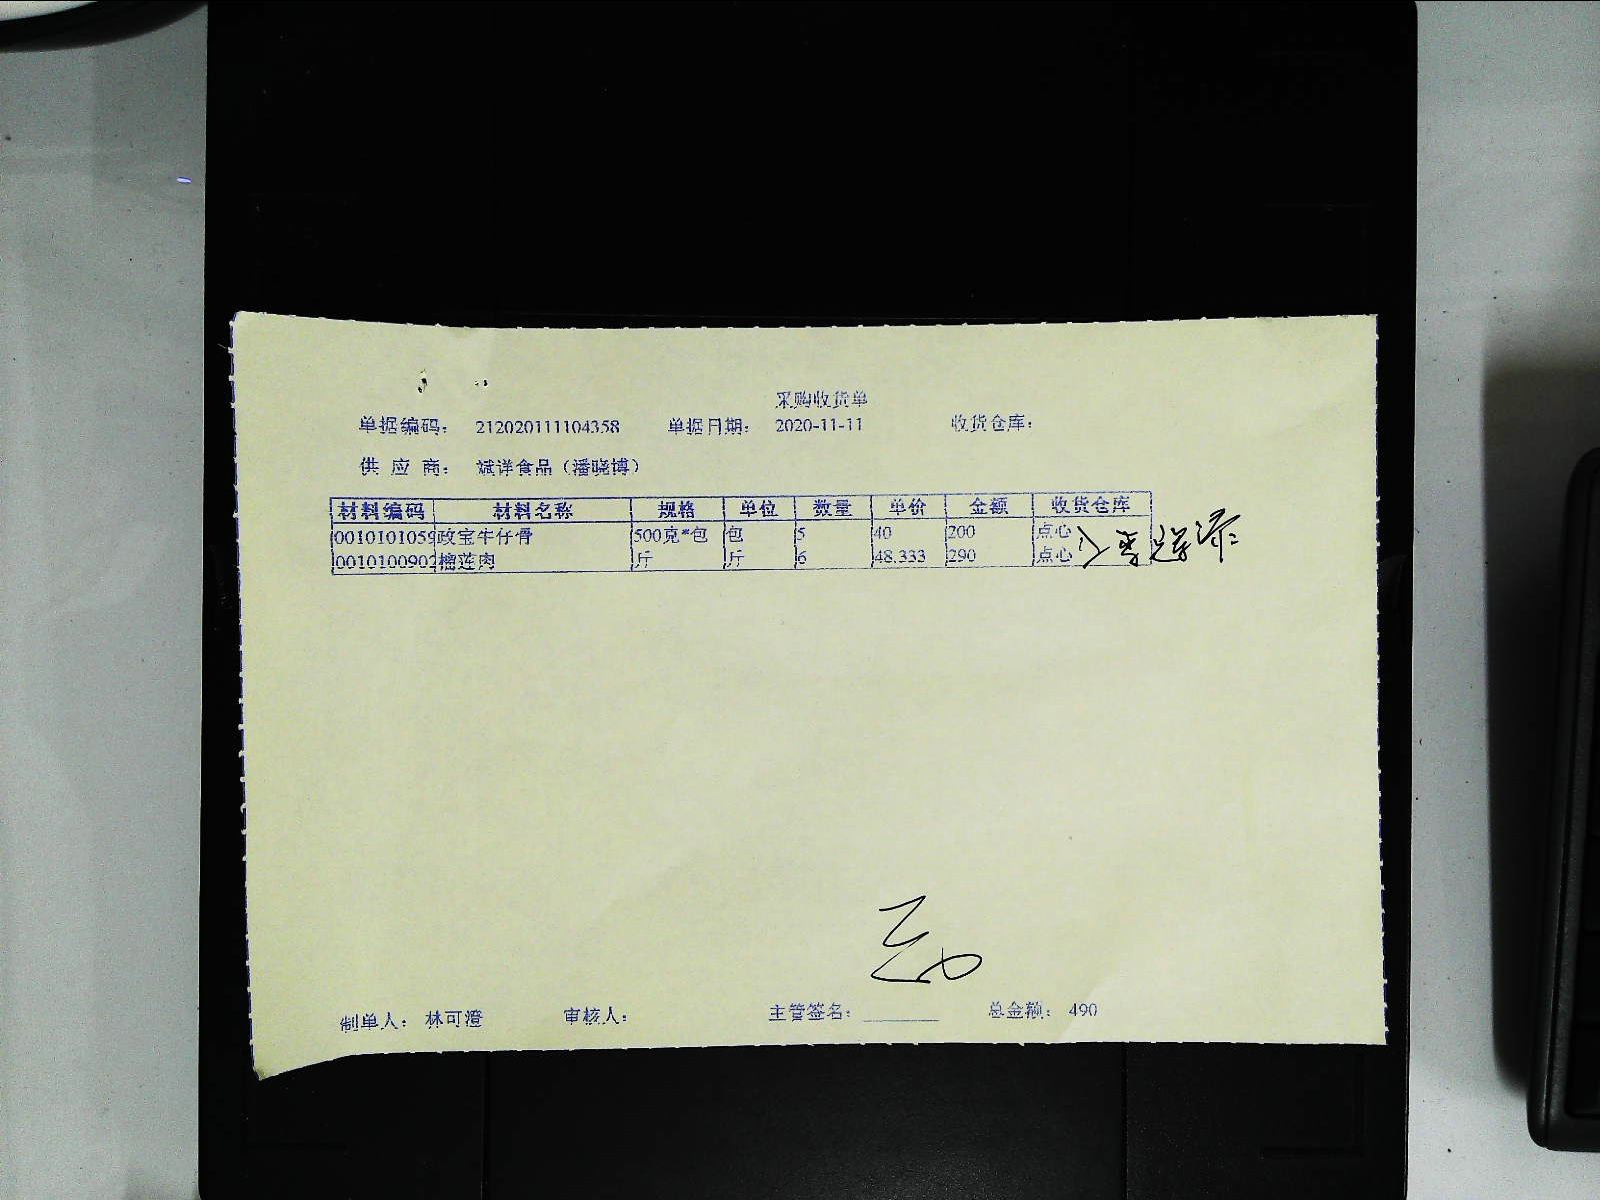 采购收货单
单据编码： 212020111104358 单据日期： 2020-11-11 收货仓库：
供 应 商： 斌洋食品（潘晓博）
材料编码 材料名称 规格 单位 数量 单价 金额 收货仓库
0010101059 政宝牛仔骨 500克*包 包 5 40 200 点心
0010100902 榴莲肉 斤 斤 6 48.333 290 点心
制单人： 林可澄 审核人： 主管签名： 总金额： 490